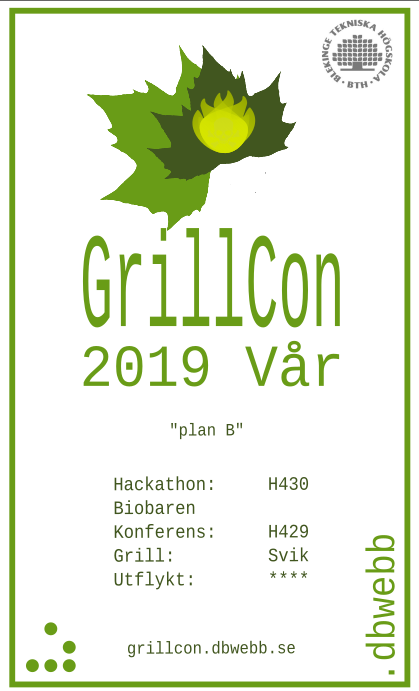 BLEKINGE TEKNISKA HÖGSKOLA · BTH ·
GrillCon
2019 Vår
"plan B"
Hackathon: H430
Biobaren
Konferens: H429
Grill: Svik
Utflykt: ****
grillcon.dbwebb.se
.dbwebb